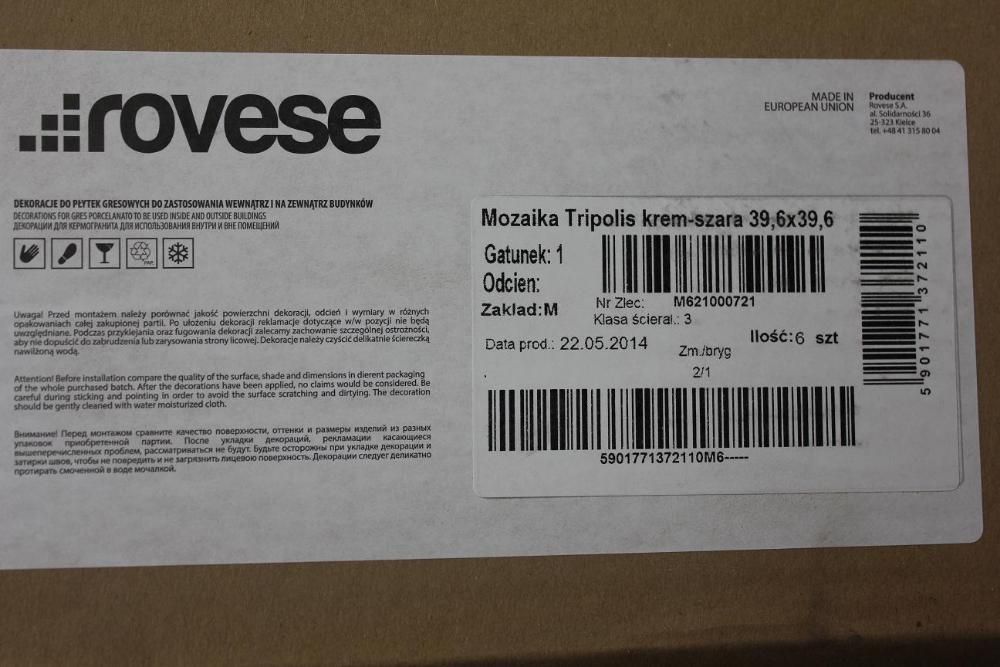 rovese
MADE IN
EUROPEAN UNION
Producent
Rovese S.A.
al. Solidarności 36
25-323 Kielce
tel. +48 41 315 80 04
DEKORACJE DO PŁYTEK GRESOWYCH DO ZASTOSOWANIA WEWNĄTRZ I NA ZEWNĄTRZ BUDYNKÓW
DECORATIONS FOR GRES PORCELANATO TO BE USED INSIDE AND OUTSIDE BUILDINGS
ДЕКОРАЦИИ ДЛЯ КЕРМОГРАНИТА ДЛЯ ИСПОЛЬЗОВАНИЯ ВНУТРИ И ВНЕ ПОМЕЩЕНИЙ
PAP
Uwaga! Przed montażem należy porównać jakość powierzchni dekoracji, odcień i wymiary w różnych
opakowaniach całej zakupionej partii. Po ułożeniu dekoracji reklamacje dotyczące w/w pozycji nie będą
uwzględniane. Podczas przyklejania oraz fugowania dekoracji zalecamy zachowanie szczególnej ostrożności,
aby nie dopuścić do zabrudzenia lub zarysowania strony licowej. Dekoracje należy czyścić delikatnie ściereczką
nawilżoną wodą.
Attention! Before installation compare the quality of the surface, shade and dimensions in dierent packaging
of the whole purchased batch. After the decorations have been applied, no claims would be considered. Be
careful during sticking and pointing in order to avoid the surface scratching and dirtying. The decoration
should be gently cleaned with water moisturized cloth.
Внимание! Перед монтажом сравните качество поверхности, оттенки и размеры изделий из разных
упаковок приобретенной партии. После укладки декораций, рекламации касающиеся
вышеперечисленных проблем, рассматриваться не будут. Будьте осторожны при укладке декорации и
затирки швов, чтобы не повредить и не загрязнить лицевую поверхность. Декорации следует деликатно
протирать смоченной в воде мочалкой.
Mozaika Tripolis krem-szara 39,6x39,6
Gatunek: 1
Odcien:
Zaklad:M
Nr Zlec: M621000721
Klasa ścieral.: 3
Data prod.: 22.05.2014
Zm./bryg
2/1
Ilość:6 szt
5901771372110M6-----
5 901771 372110